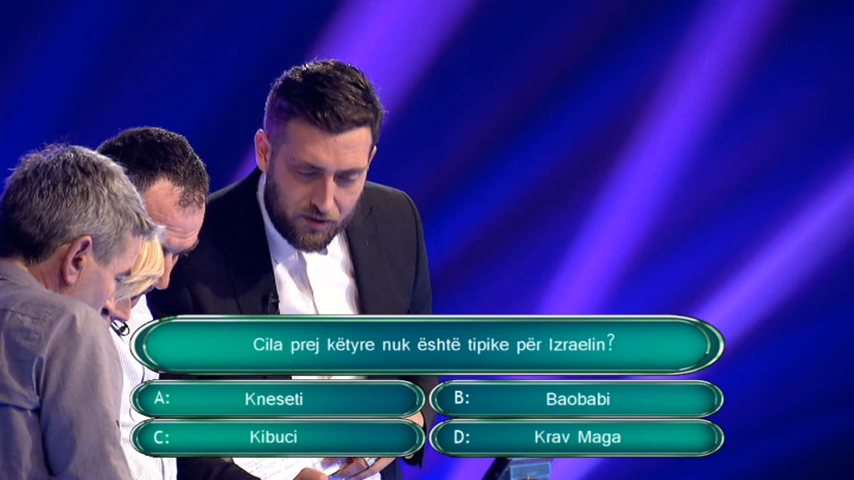 Cila prej këtyre nuk është tipike për Izraelin?
A: Kneseti
B: Baobabi
C: Kibuci
D: Krav Maga